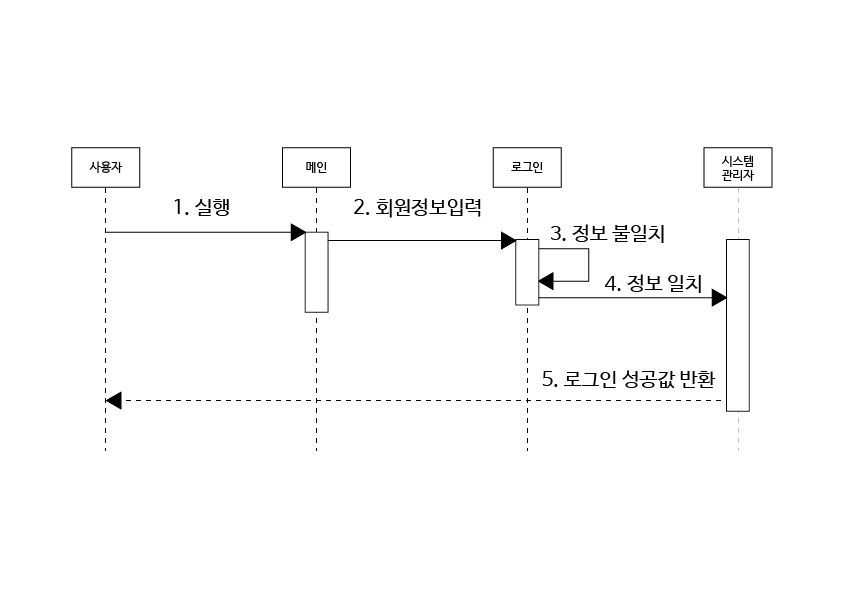 사용자
메인
로그인
시스템
관리자
1. 실행
2. 회원정보입력
3. 정보 불일치
4. 정보 일치
5. 로그인 성공값 반환